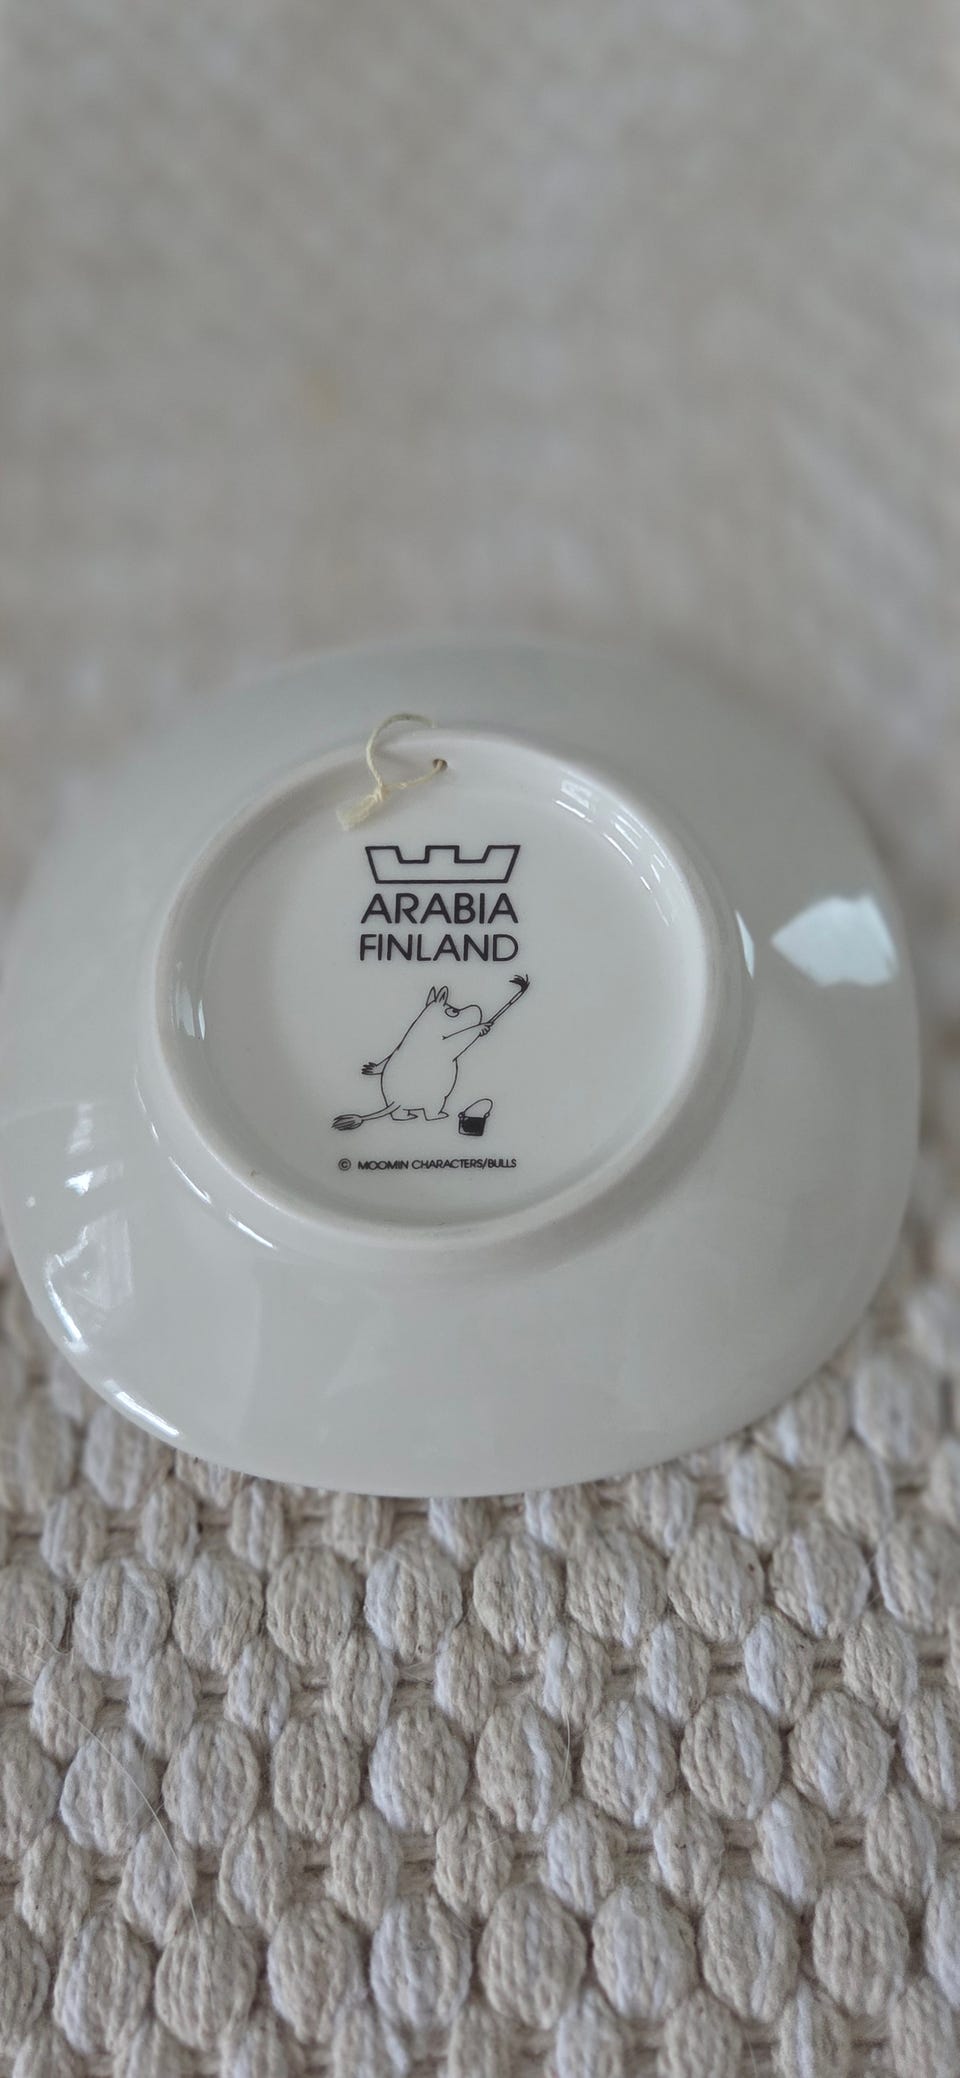 ARABIA
FINLAND
© MOOMIN CHARACTERS/BULLS